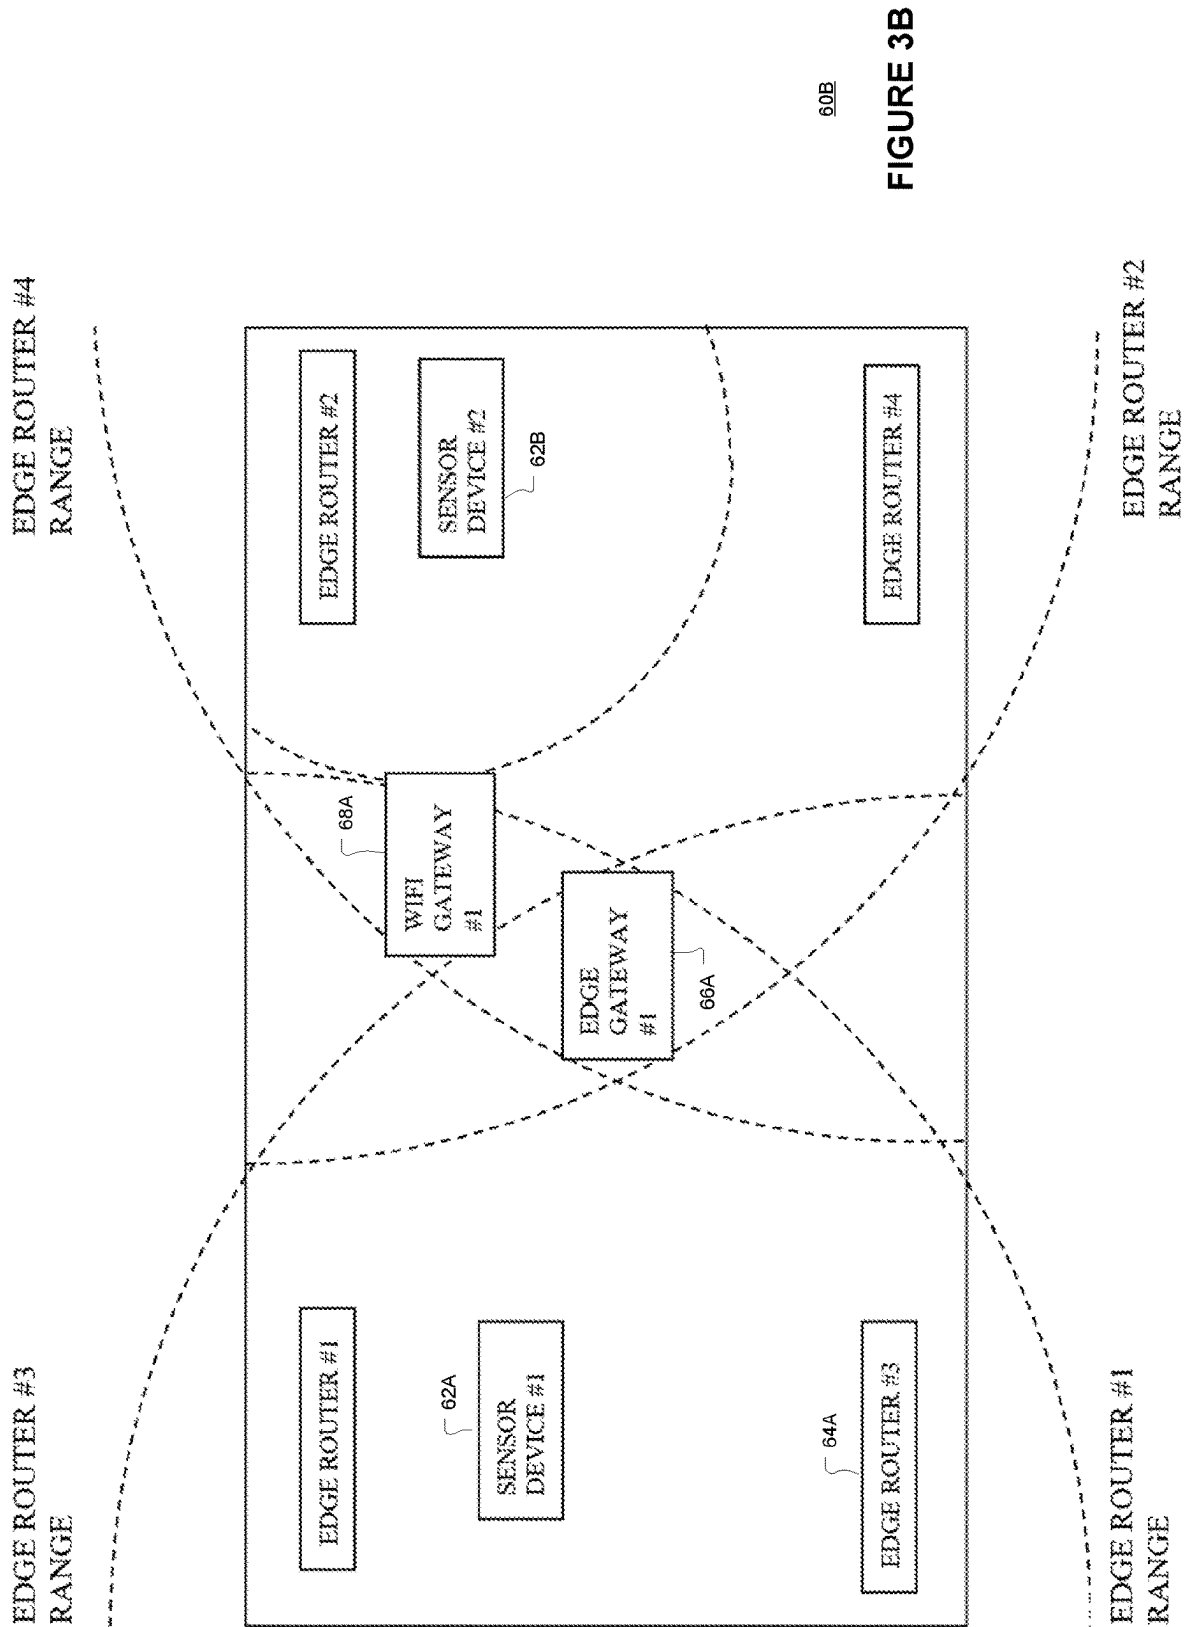 EDGE ROUTER #3
RANGE
EDGE ROUTER #4
RANGE
EDGE ROUTER #1
EDGE ROUTER #2
68A
WIFI
GATEWAY
#1
SENSOR
DEVICE #2
62B
62A
SENSOR
DEVICE #1
EDGE
GATEWAY
#1
66A
64A
EDGE ROUTER #3
EDGE ROUTER #4
EDGE ROUTER #1
RANGE
EDGE ROUTER #2
RANGE
60B
FIGURE 3B